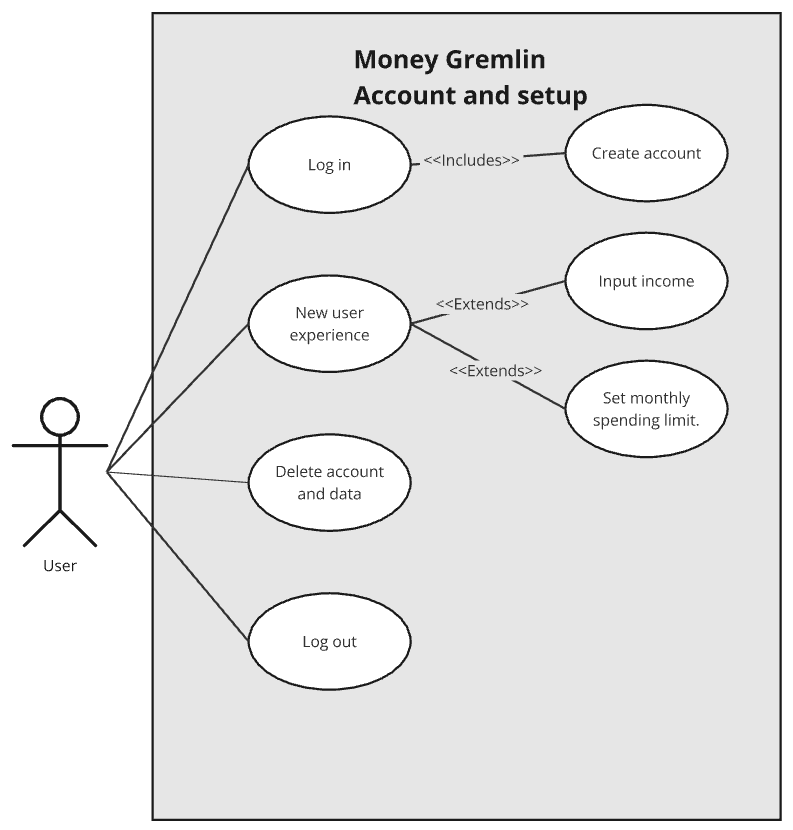 Money Gremlin
Account and setup
Log in
<<Includes>>
Create account
New user
experience
<<Extends>>
Input income
<<Extends>>
Set monthly
spending limit.
Delete account
and data
User
Log out